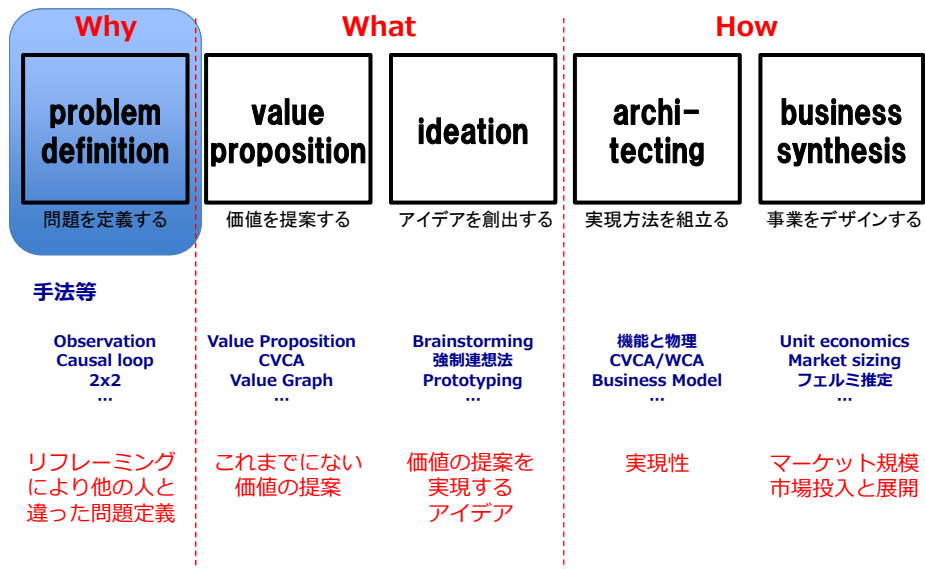 Why
What
How
problem
definition
value
proposition
ideation
archi-
tecting
business
synthesis
問題を定義する
価値を提案する
アイデアを創出する
実現方法を組立る
事業をデザインする
手法等
Observation
Causal loop
2x2
…
Value Proposition
CVCA
Value Graph
…
Brainstorming
強制連想法
Prototyping
…
機能と物理
CVCA/WCA
Business Model
…
Unit economics
Market sizing
フェルミ推定
…
リフレーミング
により他の人と
違った問題定義
これまでにない
価値の提案
価値の提案を
実現する
アイデア
実現性
マーケット規模
市場投入と展開